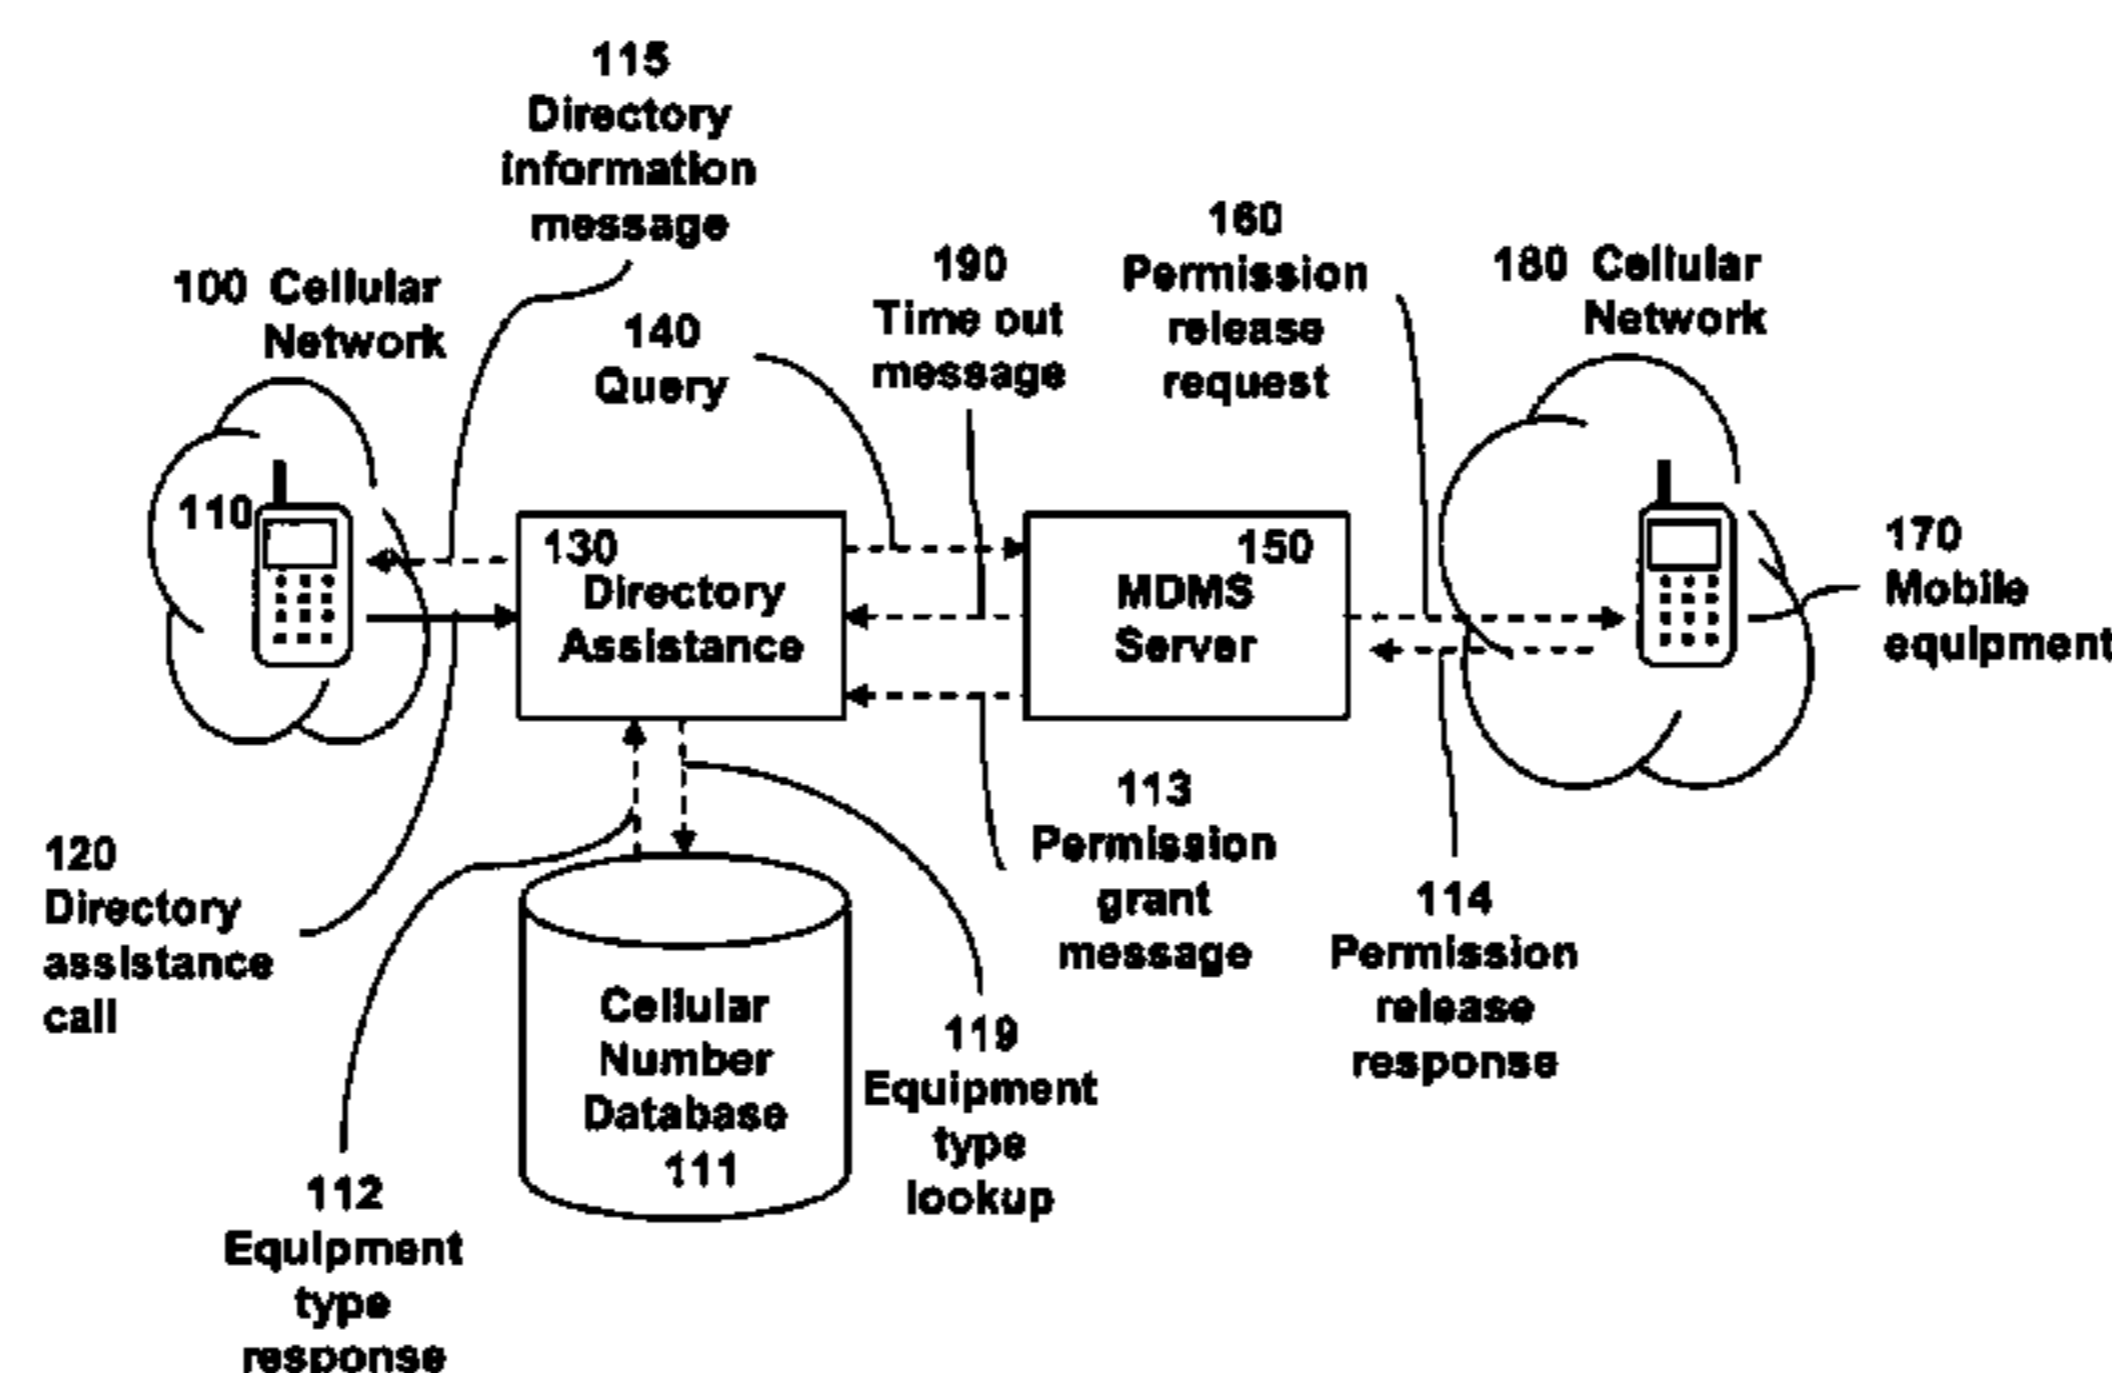 115
Directory
information
message
100 Cellular
Network
140
Query
190
Time out
message
160
Permission
release
request
180 Cellular
Network
110
130
Directory
Assistance
150
MDMS
Server
170
Mobile
equipment
120
Directory
assistance
call
113
Permission
grant
message
114
Permission
release
response
Cellular
Number
Database
111
119
Equipment
type
lookup
112
Equipment
type
response